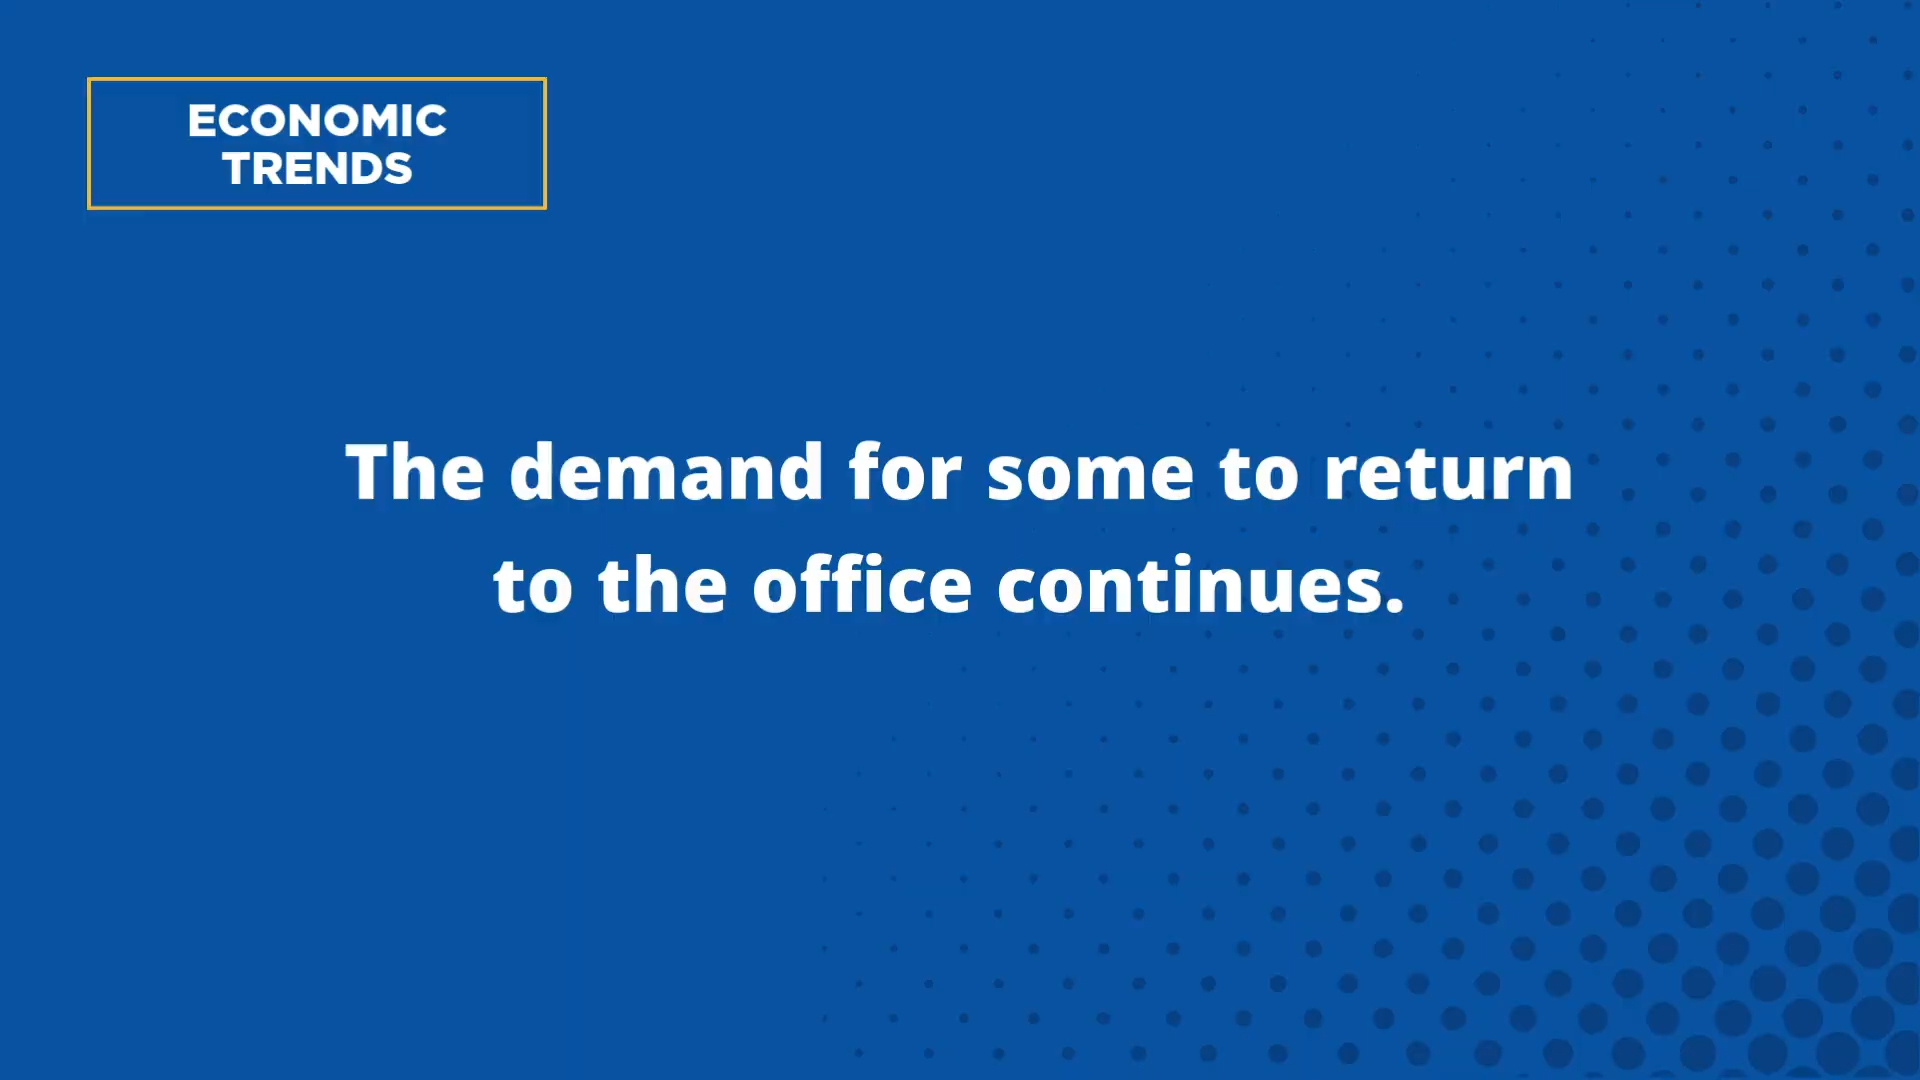 ECONOMIC
TRENDS
The demand for some to return
to the office continues.